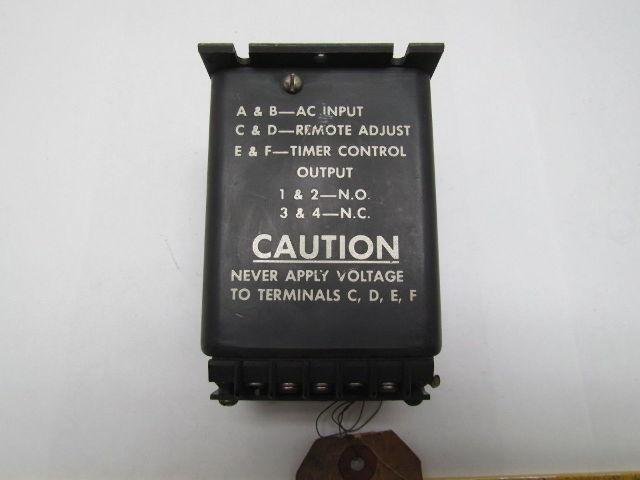 A & B—AC INPUT
C & D—REMOTE ADJUST
E & F—TIMER CONTROL
OUTPUT
1 & 2—N.O.
3 & 4—N.C.
CAUTION
NEVER APPLY VOLTAGE
TO TERMINALS C, D, E, F